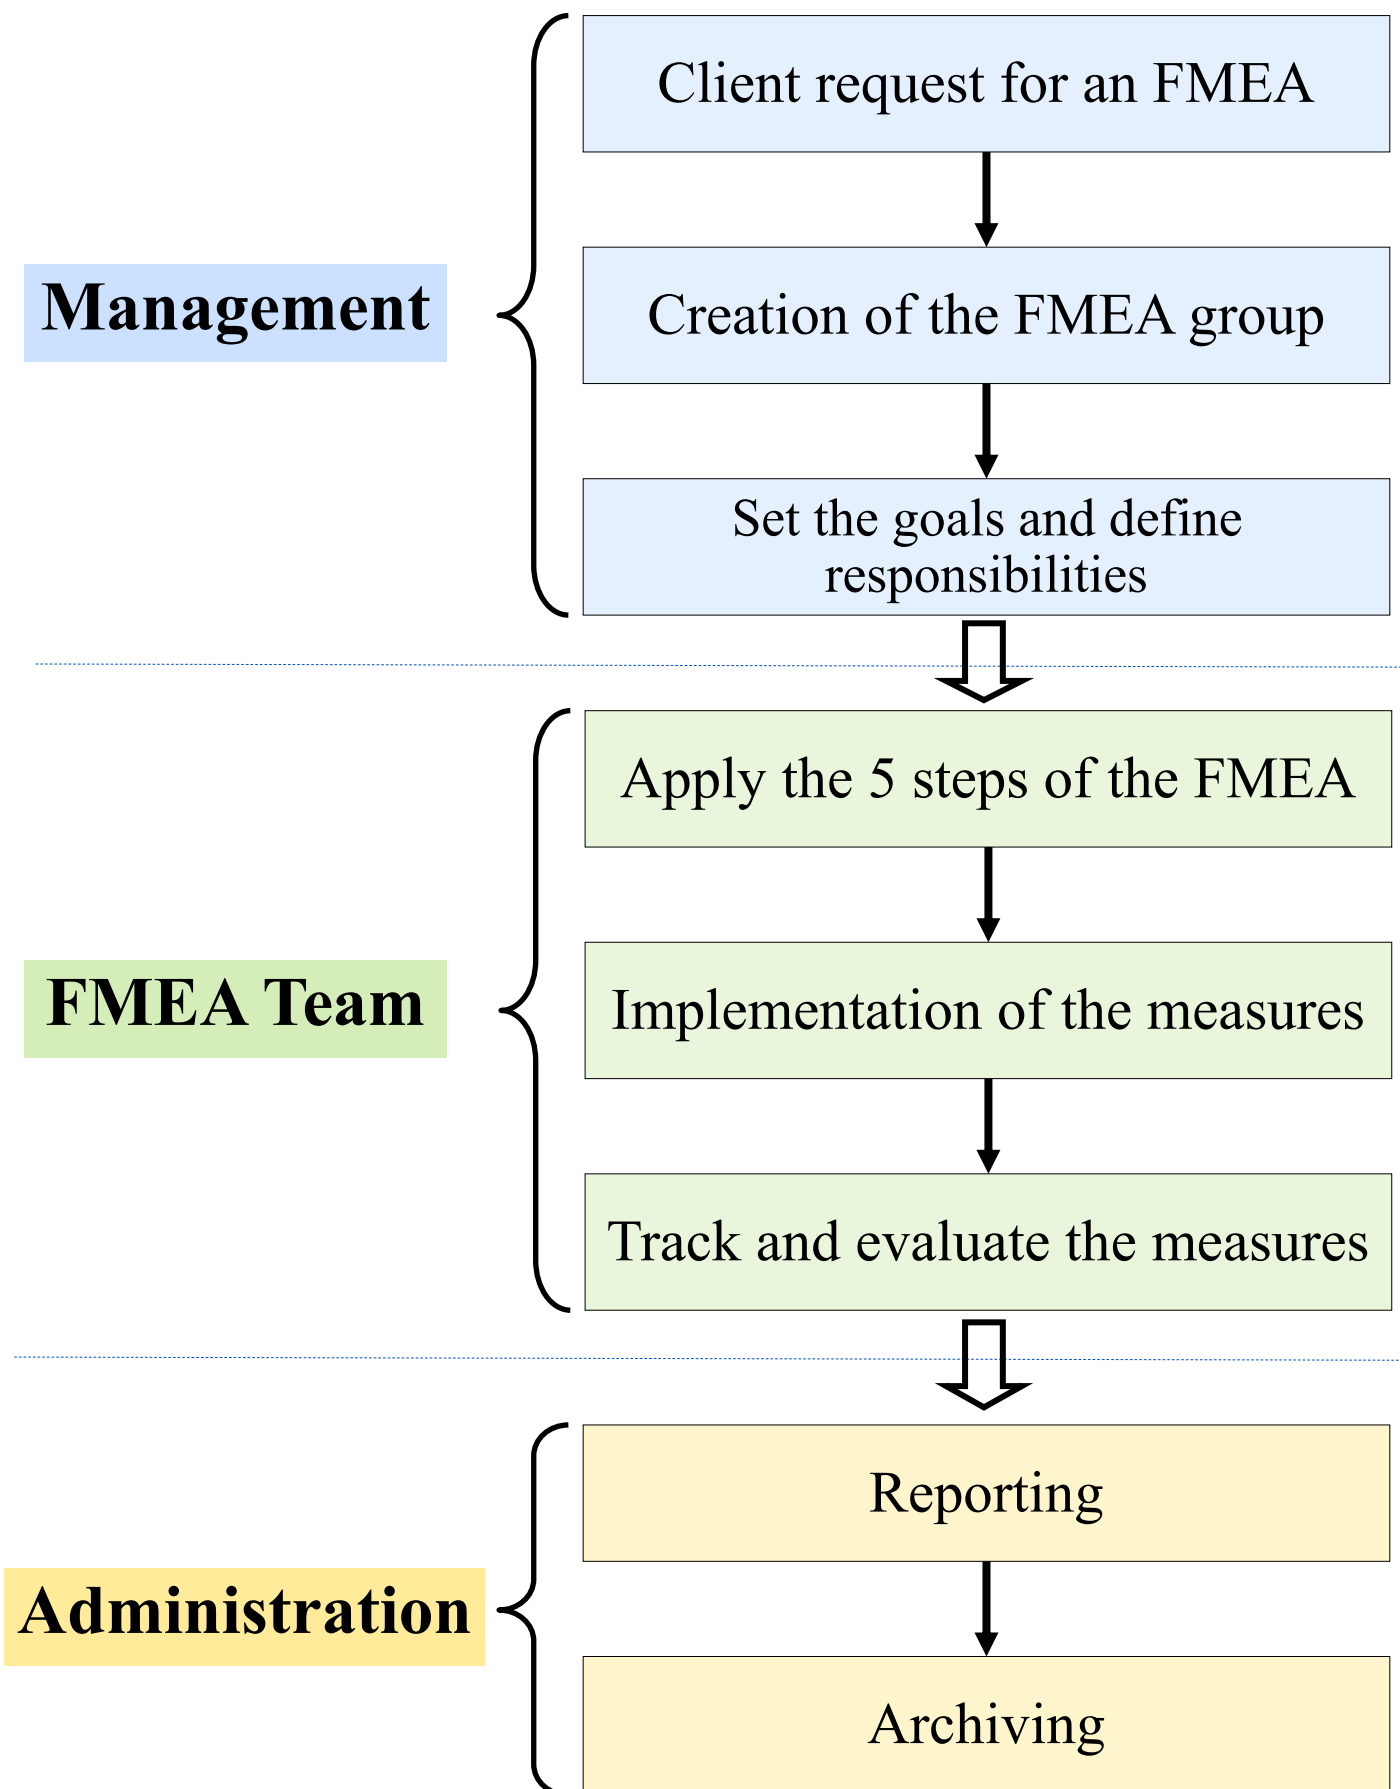 Client request for an FMEA
Management
Creation of the FMEA group
Set the goals and define
responsibilities
Apply the 5 steps of the FMEA
FMEA Team
Implementation of the measures
Track and evaluate the measures
Reporting
Administration
Archiving